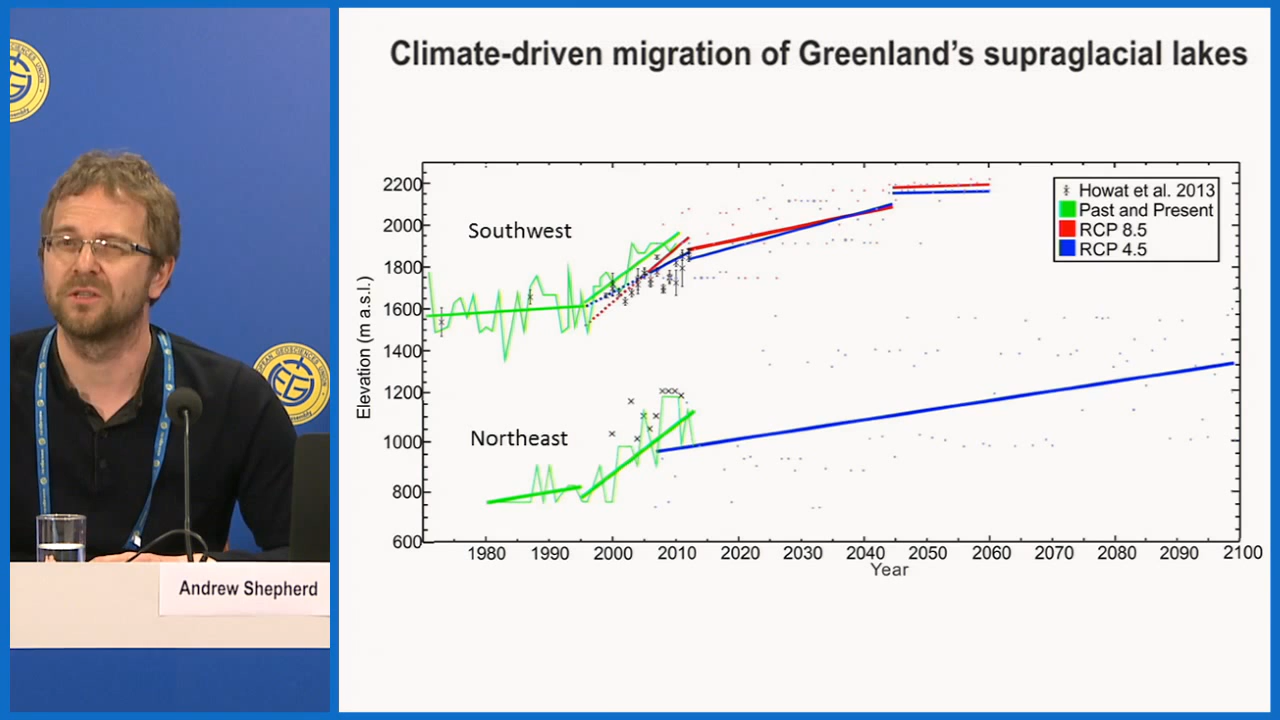 Climate-driven migration of Greenland's supraglacial lakes
2200
2000
1800
1600
1400
1200
1000
800
600
Elevation (m a.s.l.)
Southwest
Northeast
Howat et al. 2013
Past and Present
RCP 8.5
RCP 4.5
1980 1990 2000 2010 2020 2030 2040 2050 2060 2070 2080 2090 2100
Year
Andrew Shepherd